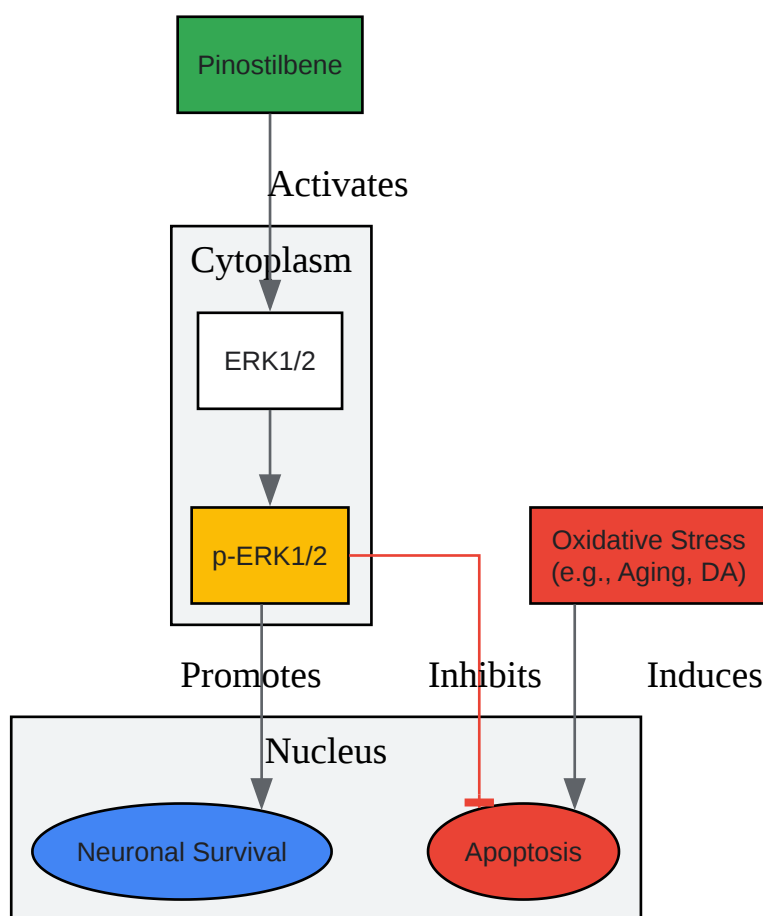 Pinostilbene
Activates
Cytoplasm
ERK1/2
p-ERK1/2
Oxidative Stress
(e.g., Aging, DA)
Promotes
Inhibits
Induces
Nucleus
Neuronal Survival
Apoptosis